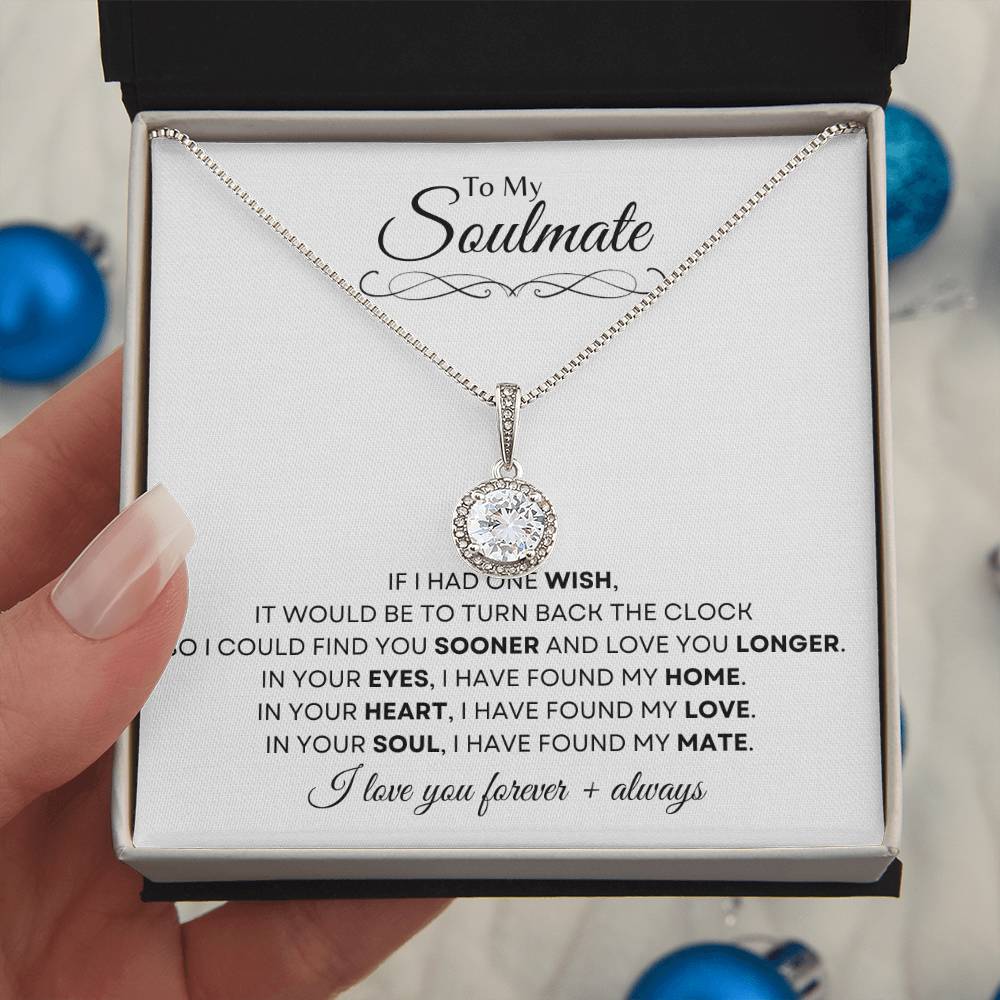 To My
Soulmate
IF I HAD ONE WISH,
IT WOULD BE TO TURN BACK THE CLOCK
SO I COULD FIND YOU SOONER AND LOVE YOU LONGER.
IN YOUR EYES, I HAVE FOUND MY HOME.
IN YOUR HEART, I HAVE FOUND MY LOVE.
IN YOUR SOUL, I HAVE FOUND MY MATE.
I love you forever + always